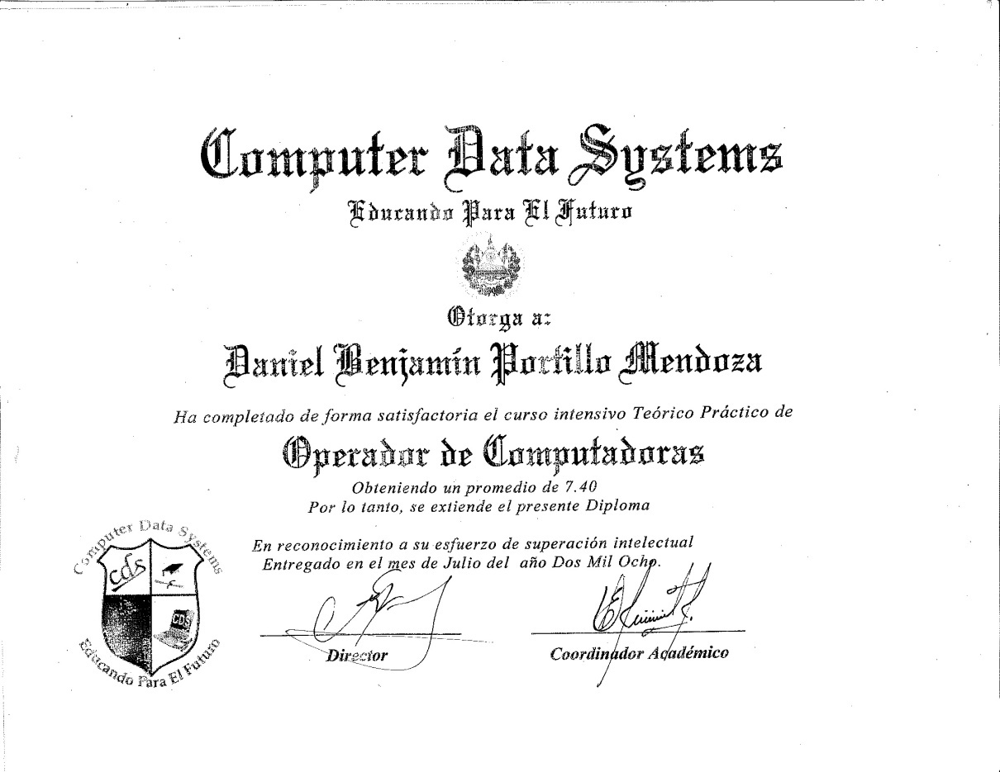 Computer Data Systems
Educando Para El Futuro
Otorga a:
Daniel Benjamín Portillo Mendoza
Ha completado de forma satisfactoria el curso intensivo Teórico Práctico de
Operador de Computadoras
Obteniendo un promedio de 7.40
Por lo tanto, se extiende el presente Diploma
En reconocimiento a su esfuerzo de superación intelectual
Entregado en el mes de Julio del año Dos Mil Ocho.
Computer Data Systems
cds
CDS
Educando Para El Futuro
Director
Coordinador Académico